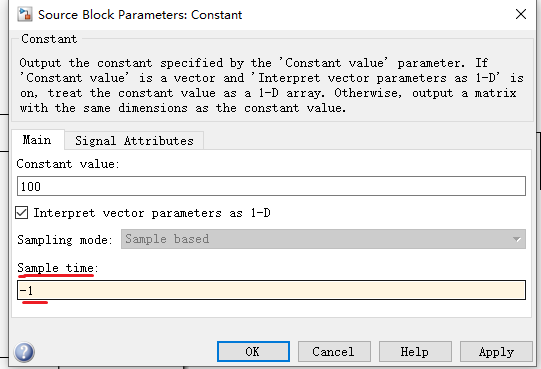 Source Block Parameters: Constant
Constant
Output the constant specified by the 'Constant value' parameter. If
'Constant value' is a vector and 'Interpret vector parameters as 1-D' is
on, treat the constant value as a 1-D array. Otherwise, output a matrix
with the same dimensions as the constant value.
Main Signal Attributes
Constant value:
100
Interpret vector parameters as 1-D
Sampling mode: Sample based
Sample time:
-1
? OK Cancel Help Apply